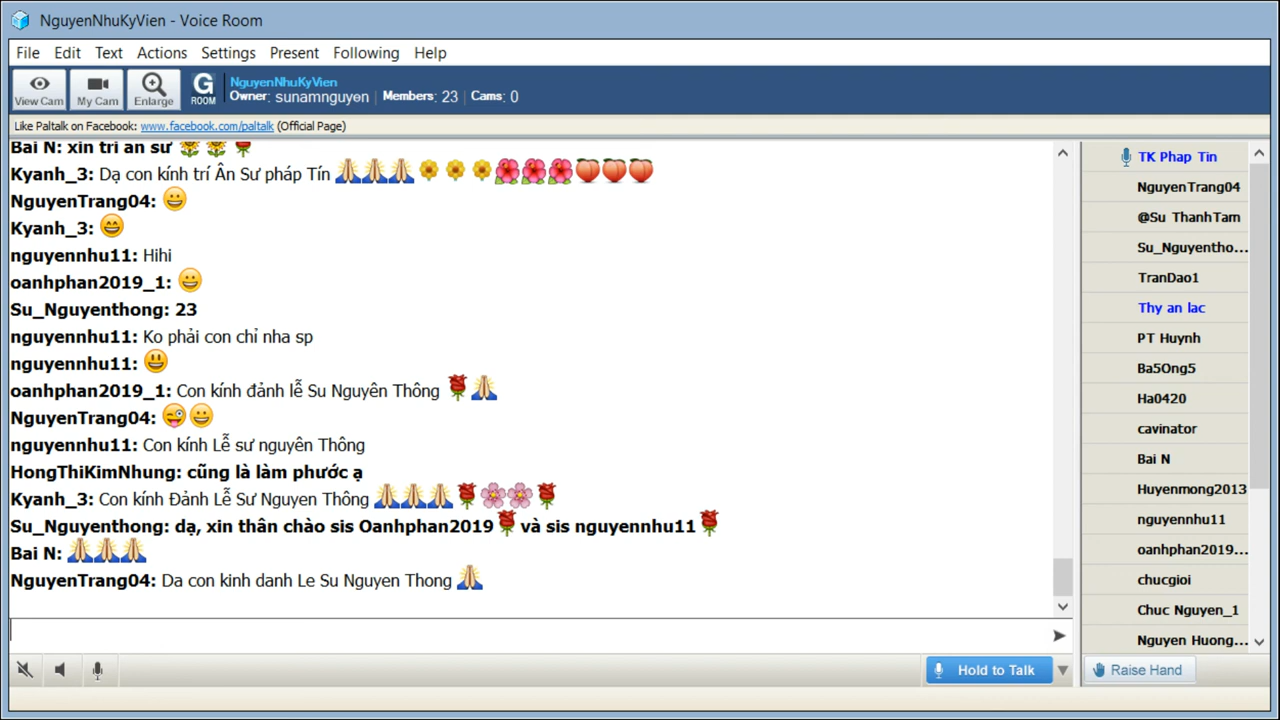 NguyenNhuKyVien - Voice Room
File Edit Text Actions Settings Present Following Help
View Cam
My Cam
Enlarge
G ROOM
NguyenNhuKyVien
Owner: sunamnguyen | Members: 23 | Cams: 0
Like Paltalk on Facebook: www.facebook.com/paltalk (Official Page)
Bai N: xin tri an sư
Kyanh_3: Dạ con kính trí Ân Sư pháp Tín
NguyenTrang04:
Kyanh_3:
nguyennhu11: Hihi
oanhphan2019_1:
Su_Nguyenthong: 23
nguyennhu11: Ko phải con chỉ nha sp
nguyennhu11:
oanhphan2019_1: Con kính đảnh lễ Su Nguyên Thông
NguyenTrang04:
nguyennhu11: Con kính Lễ sư nguyên Thông
HongThiKimNhung: cũng là làm phước ạ
Kyanh_3: Con kính Đảnh Lễ Sư Nguyen Thông
Su_Nguyenthong: dạ, xin thân chào sis Oanhphan2019 và sis nguyennhu11
Bai N:
NguyenTrang04: Da con kinh danh Le Su Nguyen Thong
Hold to Talk
TK Phap Tin
NguyenTrang04
@Su ThanhTam
Su_Nguyentho...
TranDao1
Thy an lac
PT Huynh
Ba5Ong5
Ha0420
cavinator
Bai N
Huyenmong2013
nguyennhu11
oanhphan2019...
chucgioi
Chuc Nguyen_1
Nguyen Huong...
Raise Hand